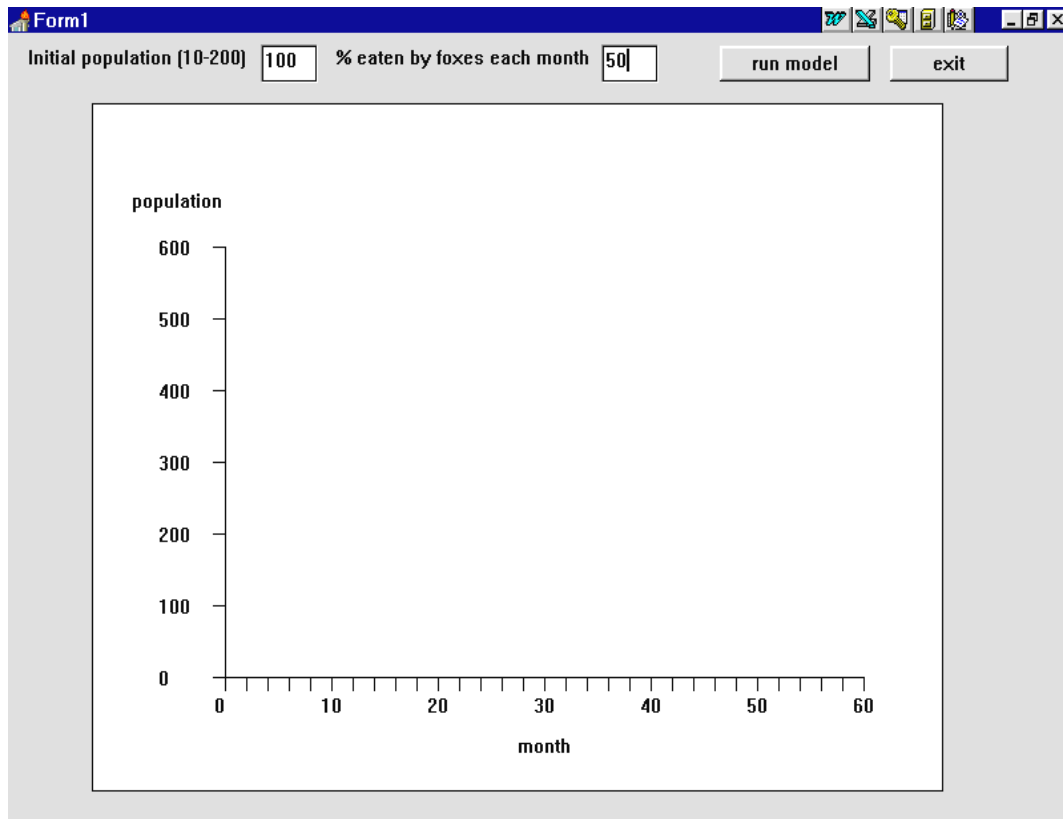 Form1
Initial population (10-200) 100 % eaten by foxes each month 50 run model exit
population
600
500
400
300
200
100
0
0 10 20 30 40 50 60
month